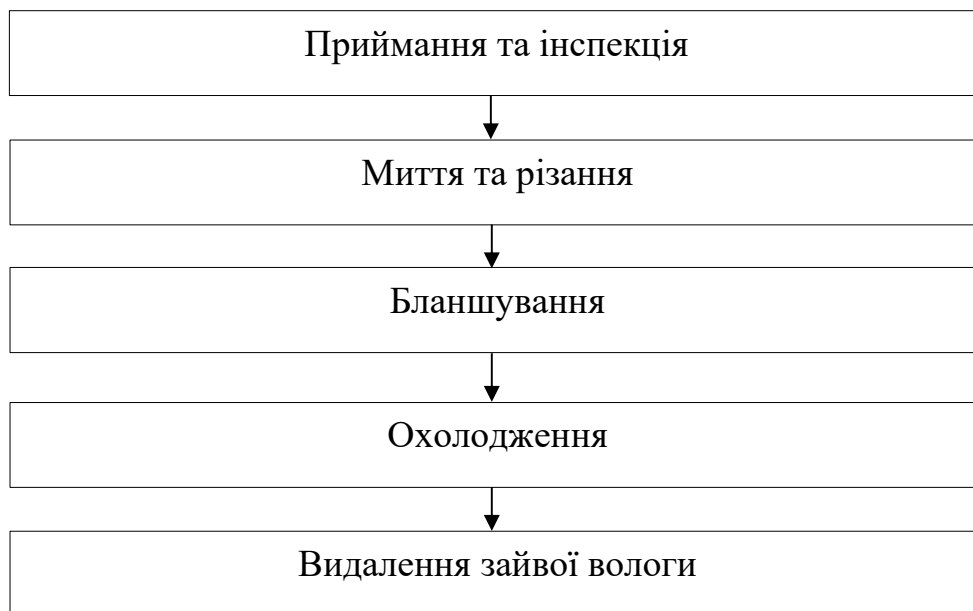 Приймання та інспекція
Миття та різання
Бланшування
Охолодження
Видалення зайвої вологи